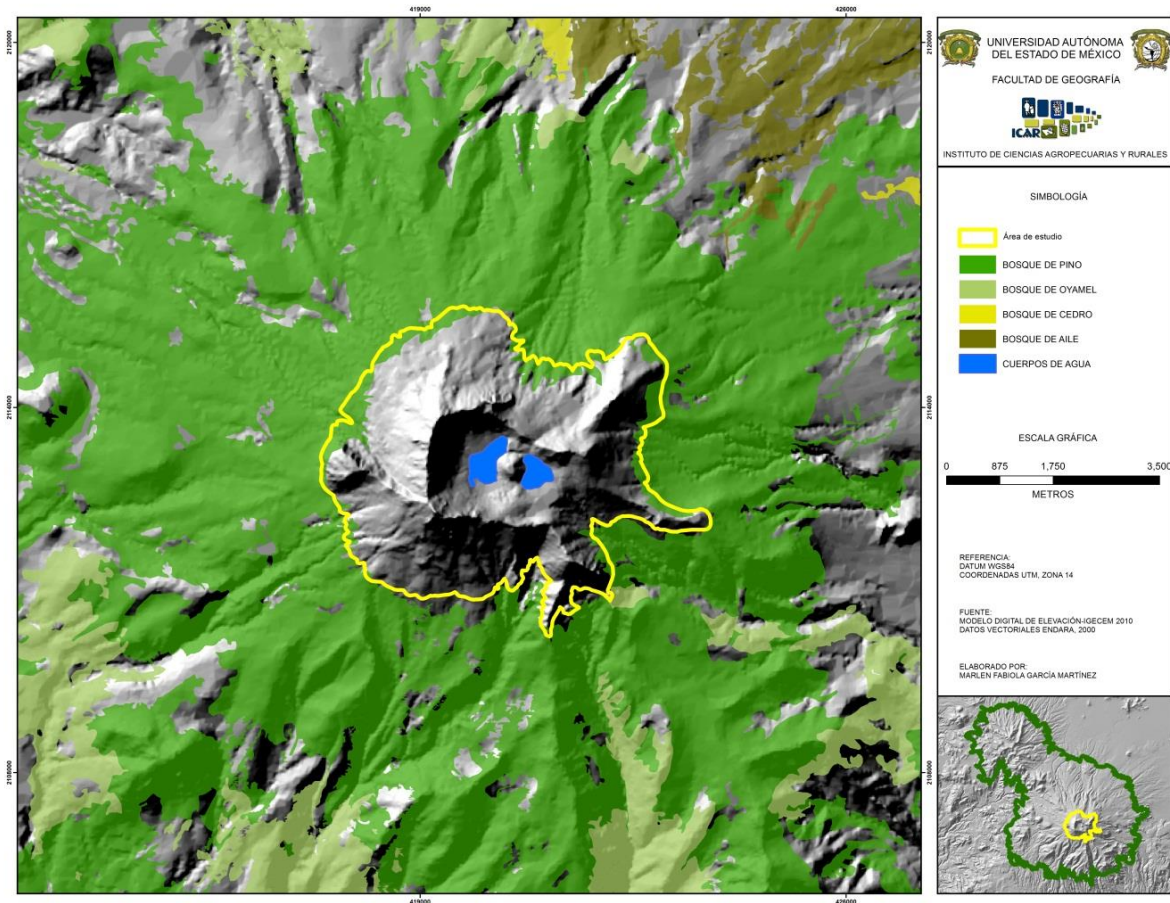 419000
426000
2120000
2120000
2114000
2114000
2108000
2108000
419000
426000
UNIVERSIDAD AUTÓNOMA
DEL ESTADO DE MÉXICO
FACULTAD DE GEOGRAFÍA
ICAR
INSTITUTO DE CIENCIAS AGROPECUARIAS Y RURALES
SIMBOLOGÍA
Área de estudio
BOSQUE DE PINO
BOSQUE DE OYAMEL
BOSQUE DE CEDRO
BOSQUE DE AILE
CUERPOS DE AGUA
ESCALA GRÁFICA
0 875 1,750 3,500
METROS
REFERENCIA:
DATUM WGS84
COORDENADAS UTM, ZONA 14
FUENTE:
MODELO DIGITAL DE ELEVACIÓN-IGECEM 2010
DATOS VECTORIALES ENDARA, 2000
ELABORADO POR:
MARLEN FABIOLA GARCÍA MARTÍNEZ